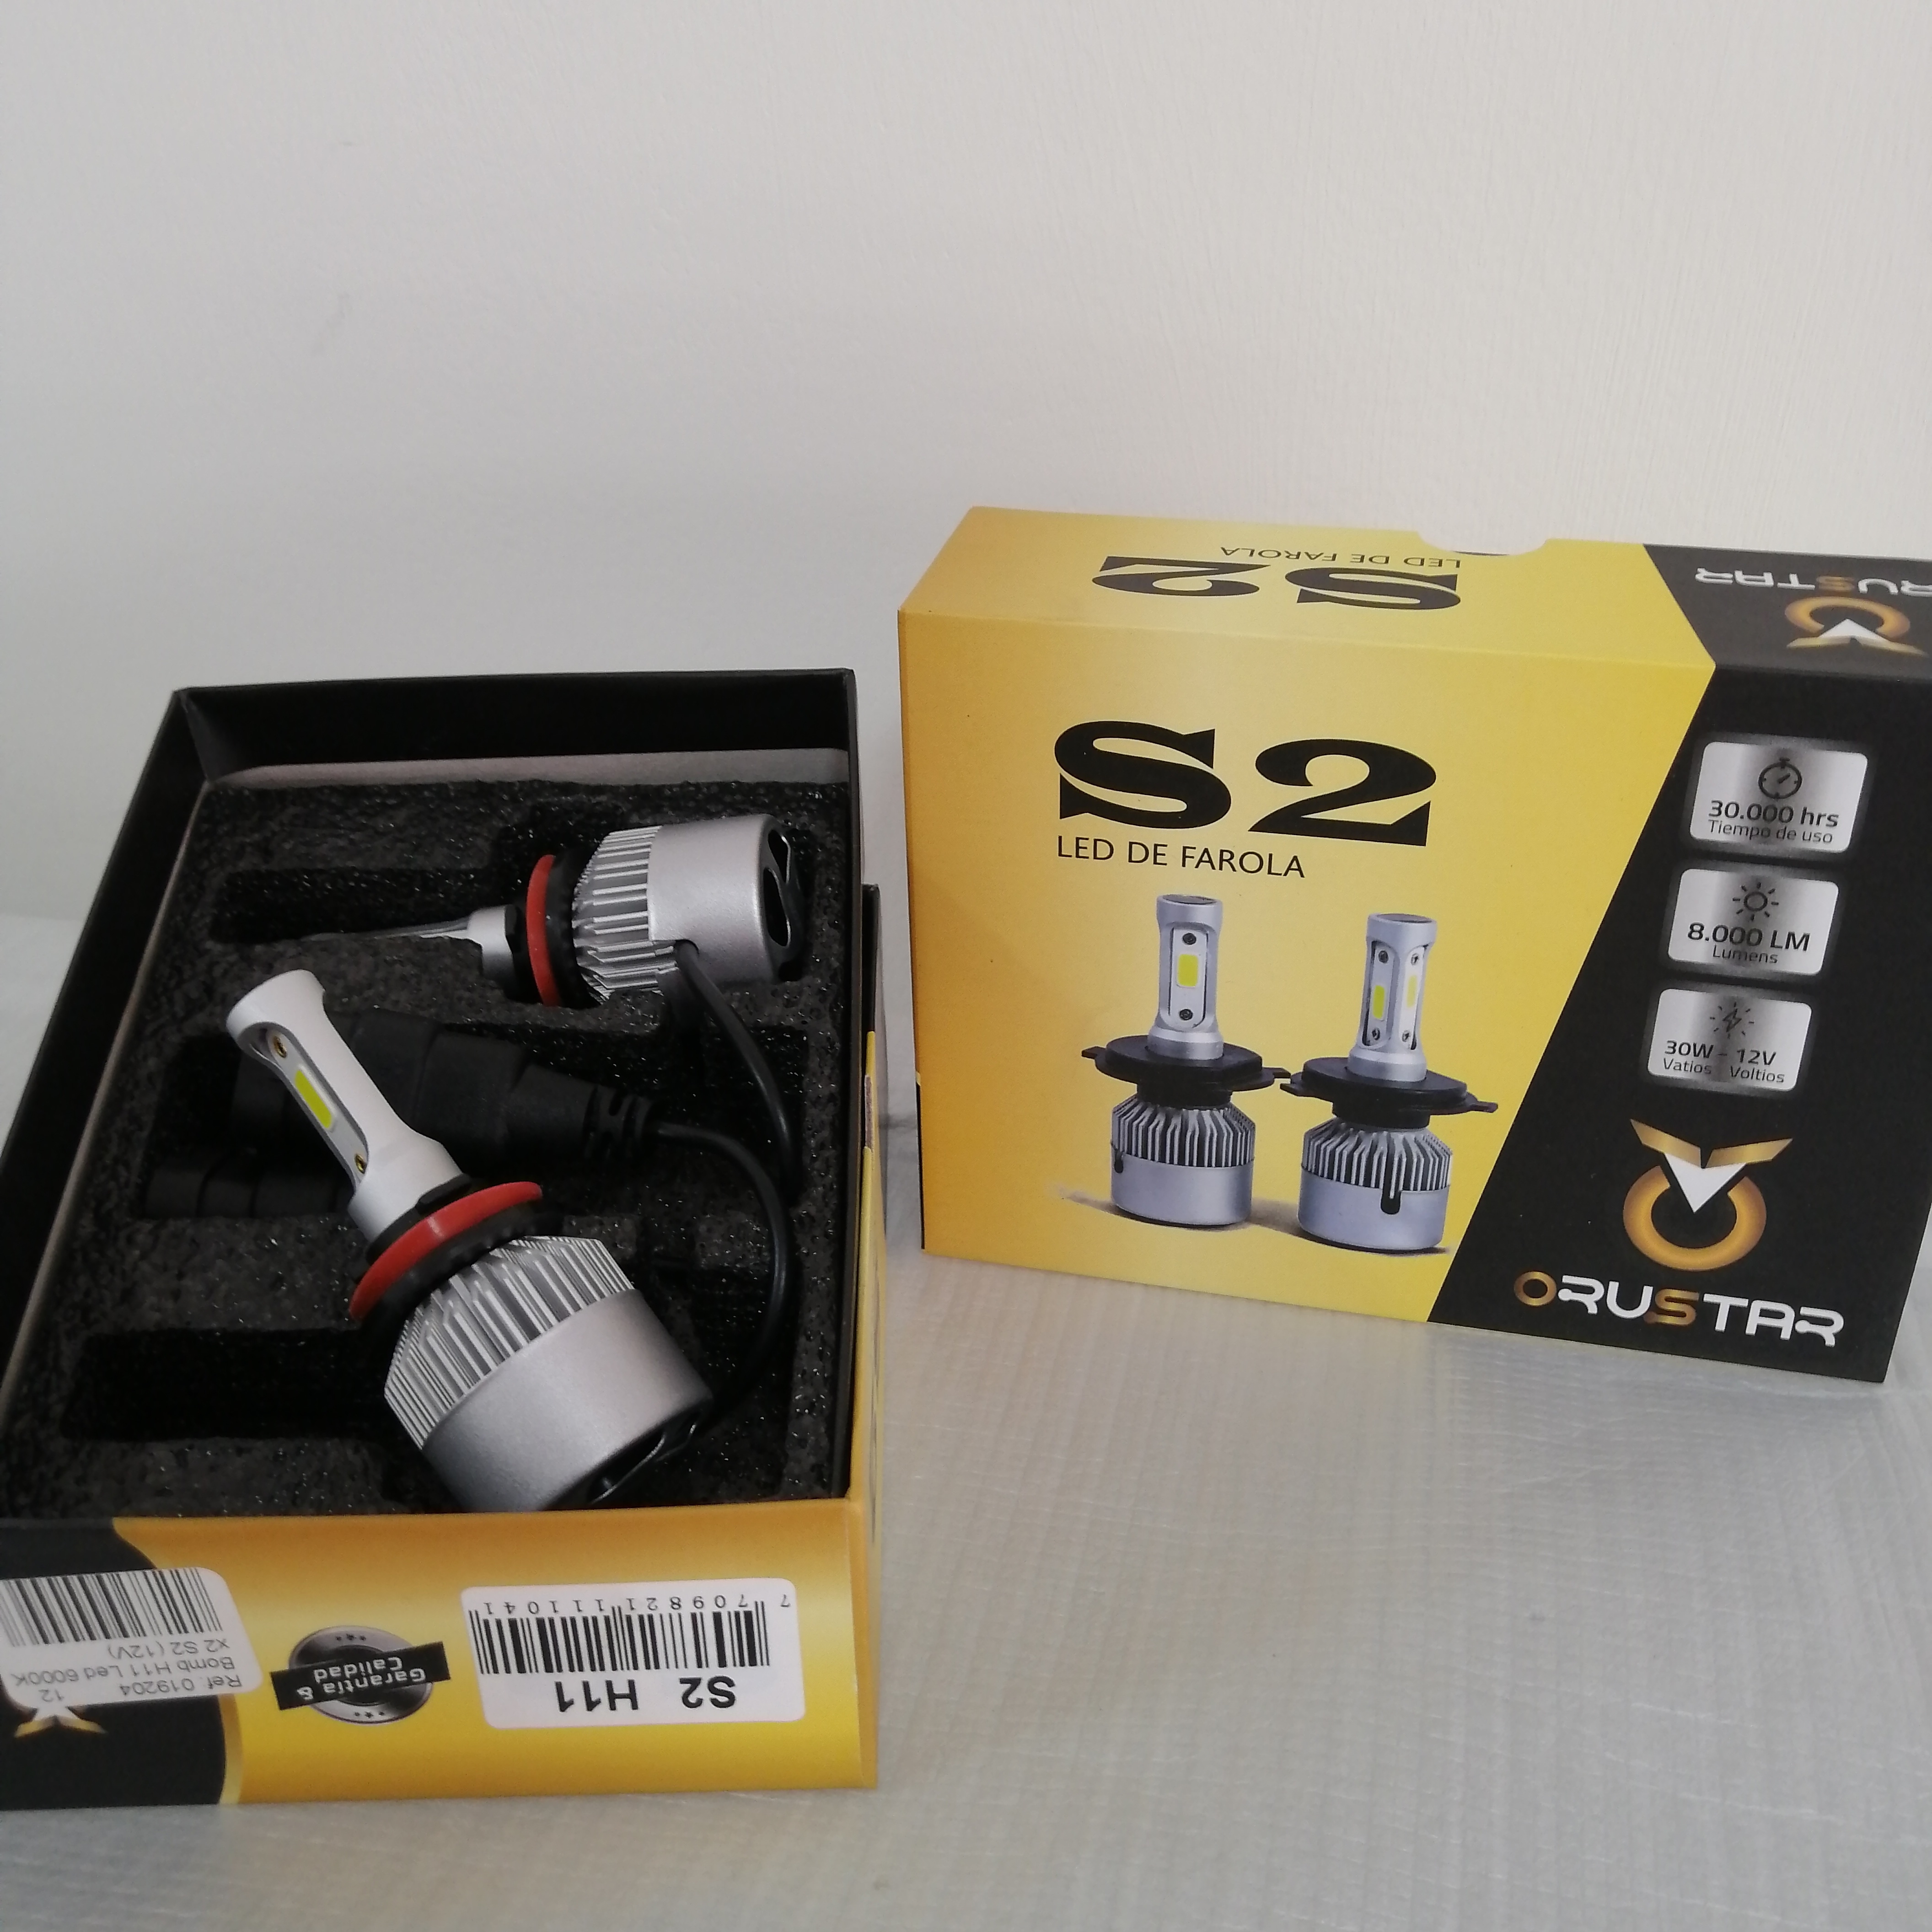 S2
LED DE FAROLA
ORUSTAR
S2
LED DE FAROLA
30.000 hrs
Tiempo de uso
8.000 LM
Lumens
30W - 12V
Vatios Voltios
ORUSTAR
S2 H11
7 709821 111041
Garantía &
Calidad
Ref. 019204 12
Bomb H11 Led 6000K
x2 S2 (12V)